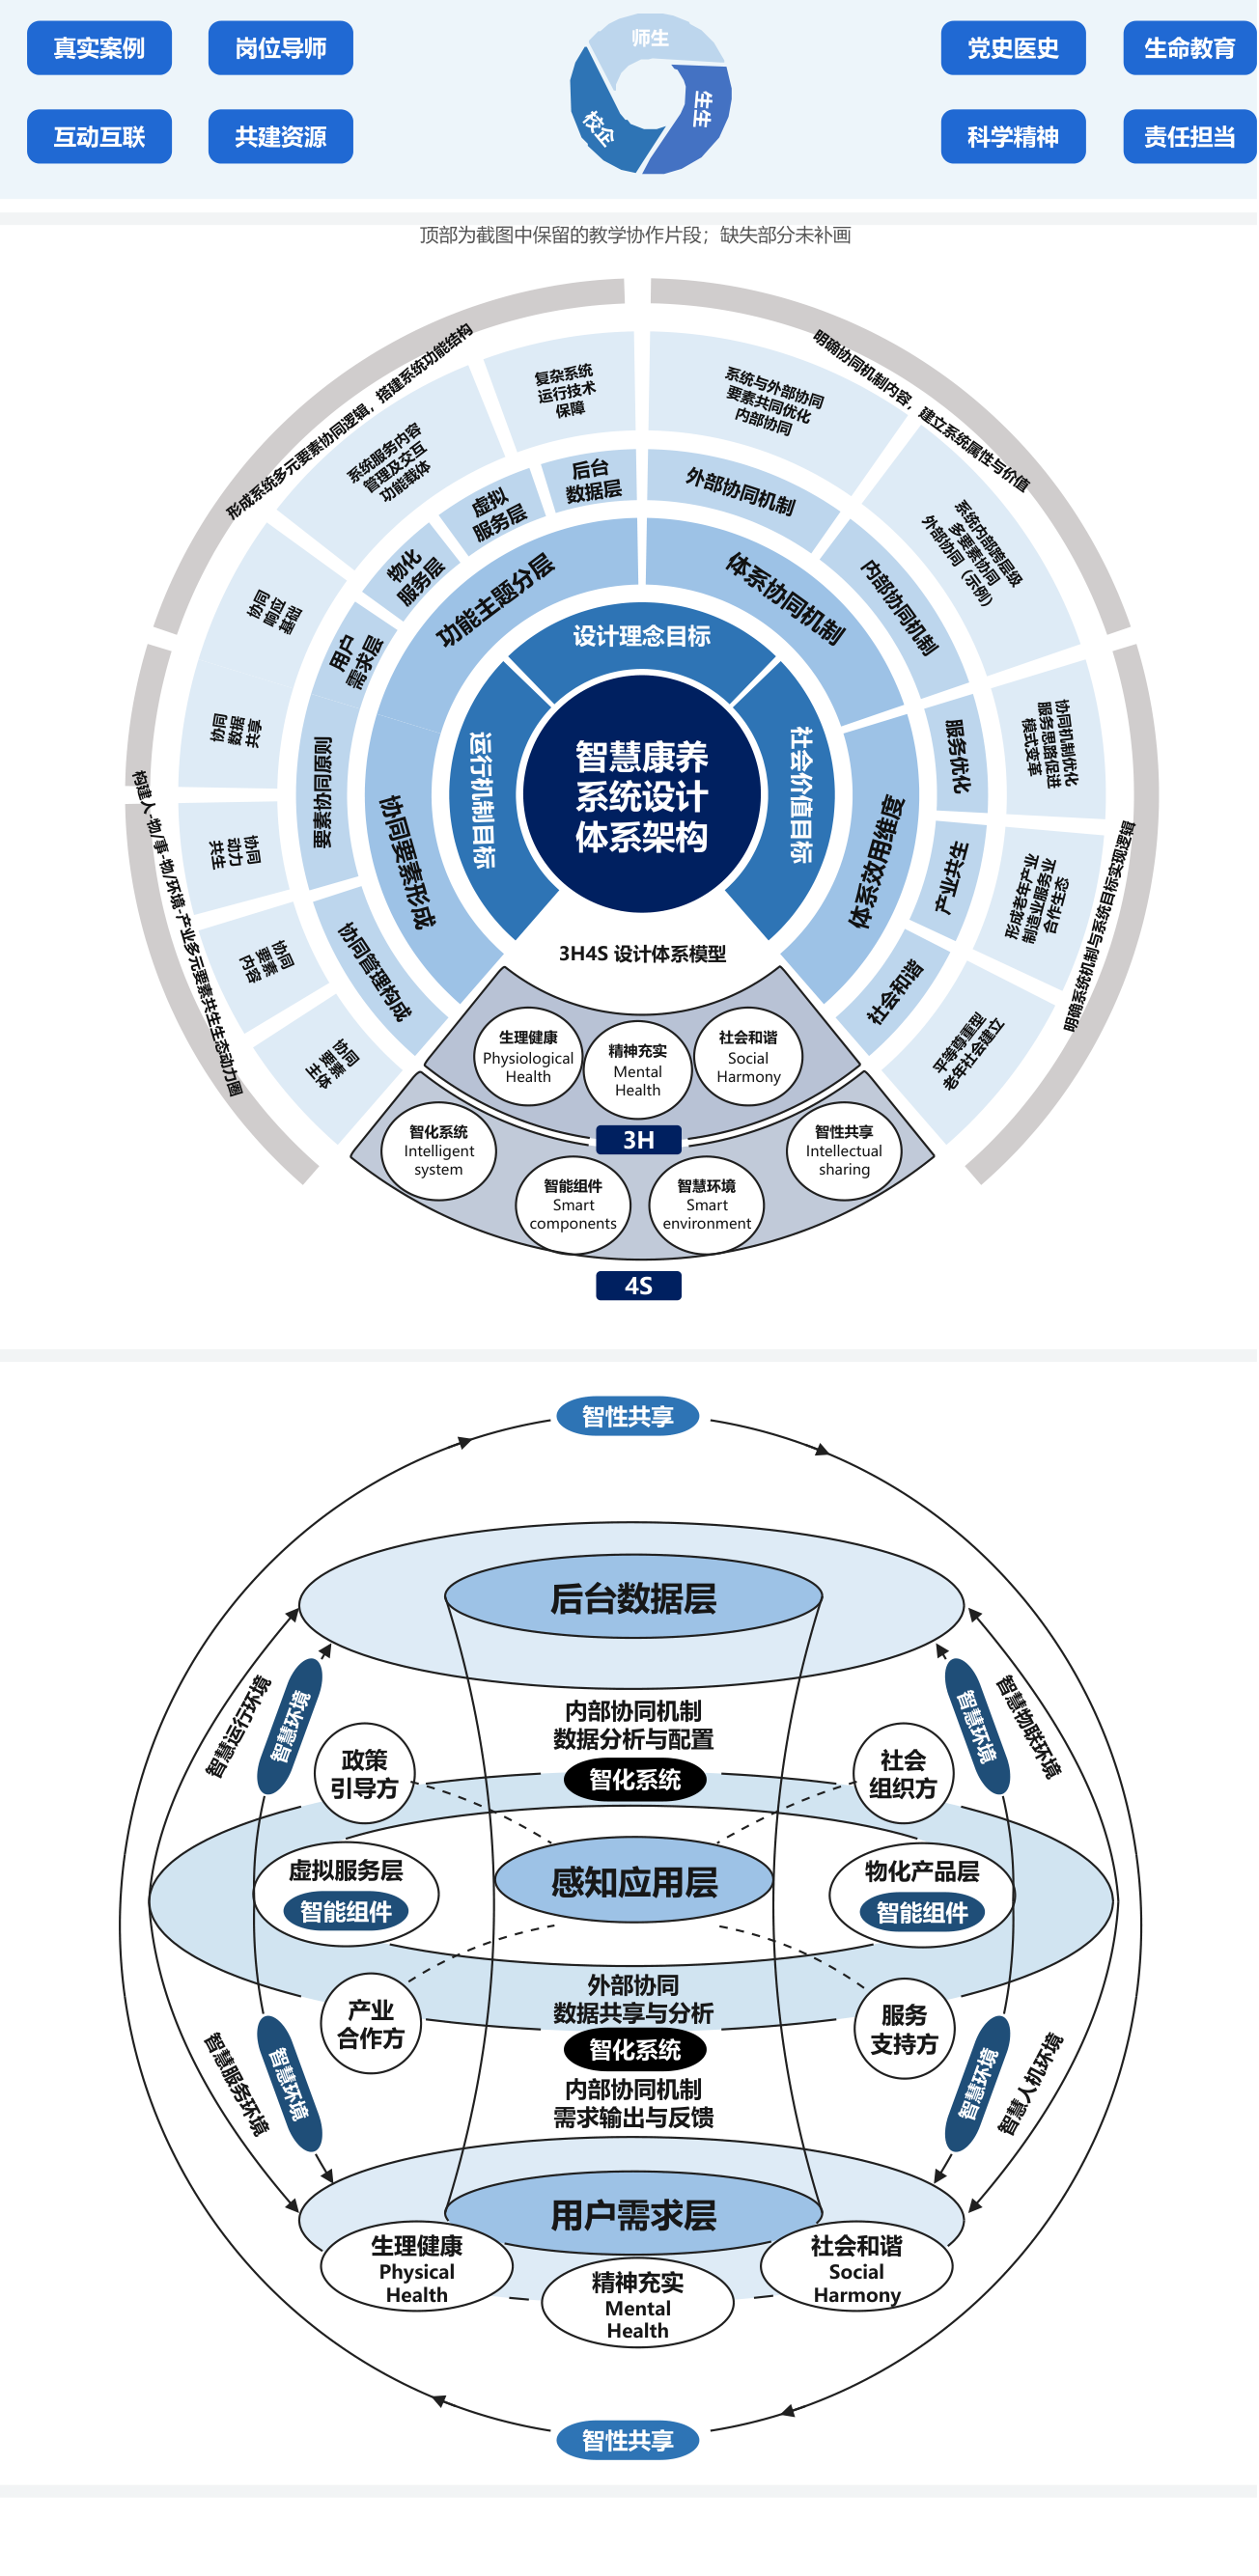 真实案例
岗位导师
师生
党史医史
生命教育
校企
生生
互动互联
共建资源
科学精神
责任担当
顶部为截图中保留的教学协作片段；缺失部分未补画
形成系统多元要素协同逻辑，搭建系统功能结构
明确协同机制内容，建立系统属性与价值
复杂系统
运行技术
保障
系统与外部协同
要素共同优化
内部协同
系统服务内容
管理及交互
功能载体
系统内部跨层级
多要素协同
外部协同（示例）
后台
数据层
外部协同机制
虚拟
服务层
物化
服务层
内部协同机制
协同
响应
基础
用户
需求层
功能主题分层
体系协同机制
设计理念目标
协同
数据
共享
要素协同原则
运行机制目标
智慧康养
系统设计
体系架构
社会价值目标
服务优化
协同机制优化
服务思路促进
模式变革
构建人-物/事-物/环境-产业多元要素共生生态动力圈
协同
动力
共生
协同要素形成
体系效用维度
产业共生
形成老年产业
制造业服务业
合作生态
明确系统机制与系统目标实现逻辑
协同
要素
内容
协同管理构成
社会和谐
协同
要素
主体
平等尊重型
老年社会建立
3H4S 设计体系模型
生理健康
Physiological
Health
精神充实
Mental
Health
社会和谐
Social
Harmony
3H
智化系统
Intelligent
system
智能组件
Smart
components
智慧环境
Smart
environment
智性共享
Intellectual
sharing
4S
智性共享
后台数据层
智慧运行环境
智慧环境
内部协同机制
数据分析与配置
智化系统
智慧环境
智慧物联环境
政策
引导方
社会
组织方
虚拟服务层
智能组件
感知应用层
物化产品层
智能组件
产业
合作方
外部协同
数据共享与分析
智化系统
服务
支持方
智慧服务环境
智慧环境
内部协同机制
需求输出与反馈
智慧环境
智慧人机环境
用户需求层
生理健康
Physical
Health
精神充实
Mental
Health
社会和谐
Social
Harmony
智性共享